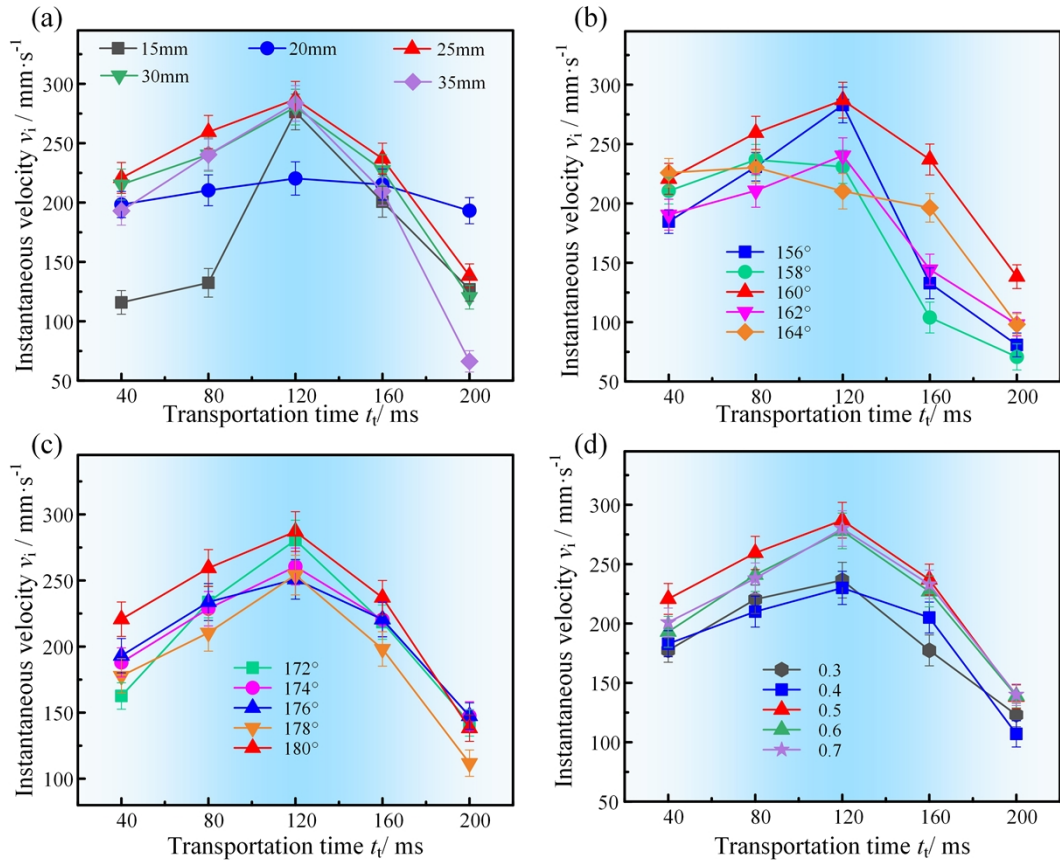 (a)
15mm 20mm 25mm
30mm 35mm
300
250
200
150
100
50
40 80 120 160 200
Instantaneous velocity vᵢ / mm·s⁻¹
Transportation time tₜ/ ms
(b)
300
250
200
150
100
50
156°
158°
160°
162°
164°
40 80 120 160 200
Instantaneous velocity vᵢ / mm·s⁻¹
Transportation time tₜ/ ms
(c)
300
250
200
150
100
172°
174°
176°
178°
180°
40 80 120 160 200
Instantaneous velocity vᵢ / mm·s⁻¹
Transportation time tₜ/ ms
(d)
300
250
200
150
100
50
0.3
0.4
0.5
0.6
0.7
40 80 120 160 200
Instantaneous velocity vᵢ / mm·s⁻¹
Transportation time tₜ/ ms